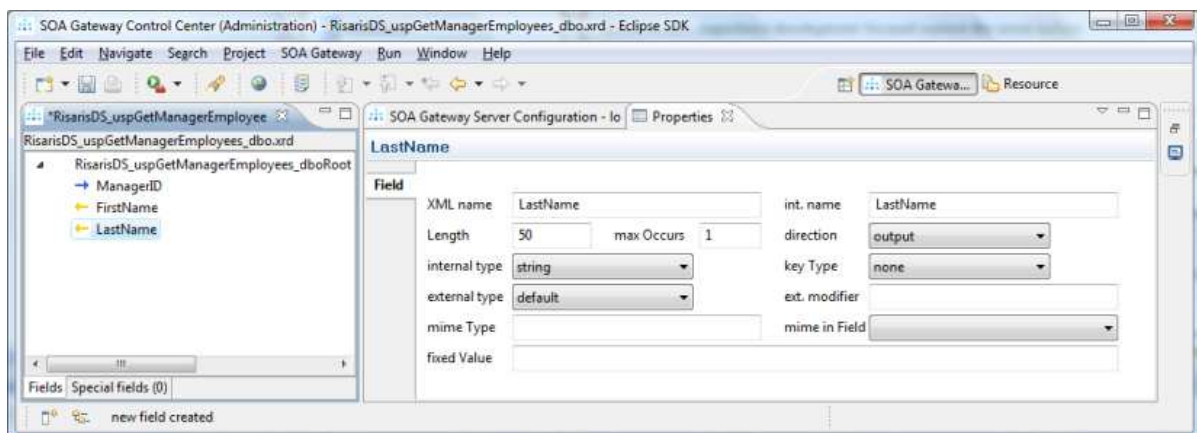 SOA Gateway Control Center (Administration) - RisarisDS_uspGetManagerEmployees_dbo.xrd - Eclipse SDK
File Edit Navigate Search Project SOA Gateway Run Window Help
SOA Gatewa... Resource
*RisarisDS_uspGetManagerEmployee SOA Gateway Server Configuration - lo Properties
RisarisDS_uspGetManagerEmployees_dbo.xrd
LastName
RisarisDS_uspGetManagerEmployees_dboRoot
ManagerID
FirstName
LastName
Field
XML name LastName int. name LastName
Length 50 max Occurs 1 direction output
internal type string key Type none
external type default ext. modifier
mime Type mime in Field
fixed Value
Fields Special fields (0)
new field created